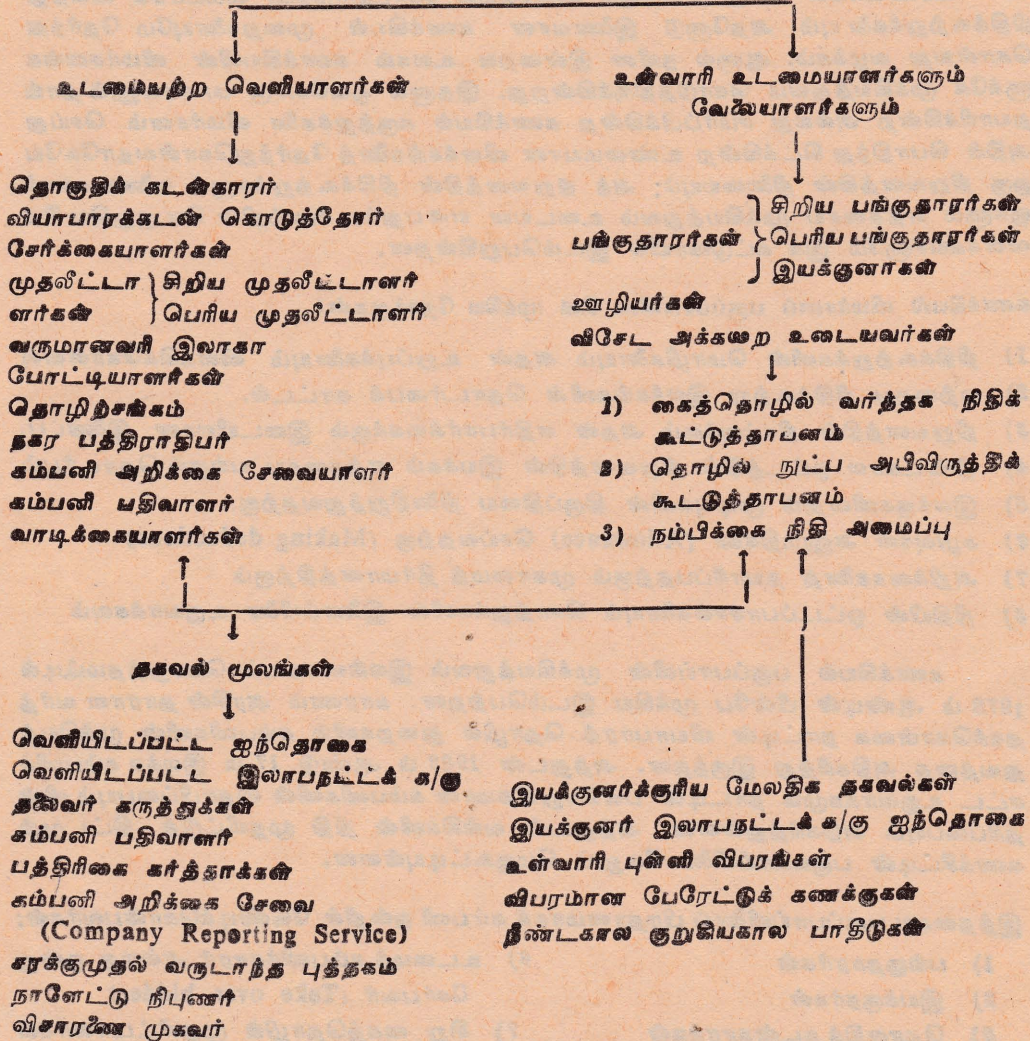 உடமையற்ற வெளியாளர்கள்
உள்வாரி உடமையாளர்களும்
வேலையாளர்களும்
தொகுதிக் கடன்காரர்
வியாபாரக்கடன் கொடுத்தோர்
சேர்க்கையாளர்கள்
முதலீட்டா } சிறிய முதலீட்டாளர்
ளர்கள் } பெரிய முதலீட்டாளர்
வருமானவரி இலாகா
போட்டியாளர்கள்
தொழிற்சங்கம்
நகர பத்திராதிபர்
கம்பனி அறிக்கை சேவையாளர்
கம்பனி பதிவாளர்
வாடிக்கையாளர்கள்
சிறிய பங்குதாரர்கள்
பங்குதாரர்கள் } பெரிய பங்குதாரர்கள்
இயக்குனாகள்
ஊழியர்கள்
விசேட அக்கறை உடையவர்கள்
1) கைத்தொழில் வர்த்தக நிதிக்
கூட்டுத்தாபனம்
2) தொழில் நுட்ப அபிவிருத்திக்
கூடடுத்தாபனம்
3) நம்பிக்கை நிதி அமைப்பு
தகவல் மூலங்கள்
வெளியிடப்பட்ட ஐந்தொகை
வெளியிடப்பட்ட இலாபநட்டக் க/கு
தலைவர் கருத்துக்கள்
கம்பனி பதிவாளர்
பத்திரிகை கர்த்தாக்கள்
கம்பனி அறிக்கை சேவை
(Company Reporting Service)
சரக்குமுதல் வருடாந்த புத்தகம்
நாளேட்டு நிபுணர்
விசாரணை முகவர்
இயக்குனர்க்குரிய மேலதிக தகவல்கள்
இயக்குனர் இலாபநட்டக் க/கு ஐந்தொகை
உள்வாரி புள்ளி விபரங்கள்
விபரமான பேரேட்டுக் கணக்குகள்
நீண்டகால குறுகியகால பாதிடுகள்